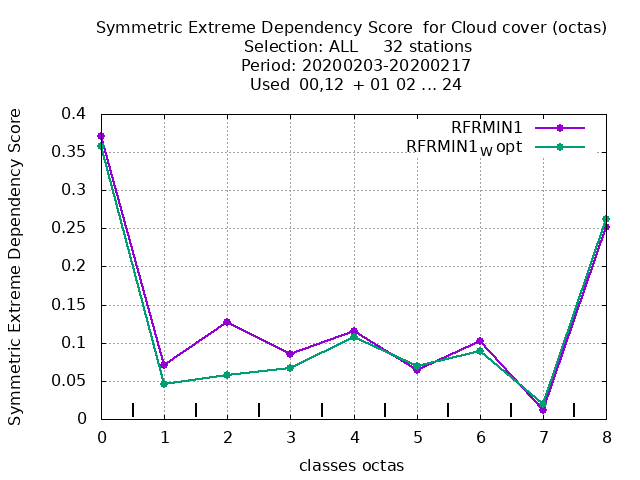 Symmetric Extreme Dependency Score  for Cloud cover (octas)
Selection: ALL     32 stations
Period: 20200203-20200217
Used  00,12  + 01 02 ... 24
Symmetric Extreme Dependency Score
RFRMIN1
RFRMIN1W opt
0.4
0.35
0.3
0.25
0.2
0.15
0.1
0.05
0
0 1 2 3 4 5 6 7 8
classes octas